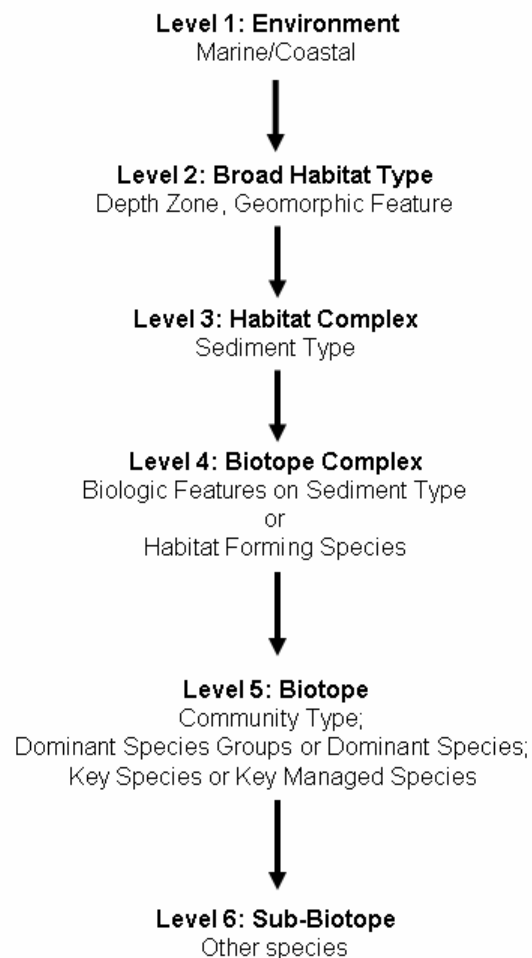 Level 1: Environment
Marine/Coastal
Level 2: Broad Habitat Type
Depth Zone, Geomorphic Feature
Level 3: Habitat Complex
Sediment Type
Level 4: Biotope Complex
Biologic Features on Sediment Type
or
Habitat Forming Species
Level 5: Biotope
Community Type;
Dominant Species Groups or Dominant Species;
Key Species or Key Managed Species
Level 6: Sub-Biotope
Other species